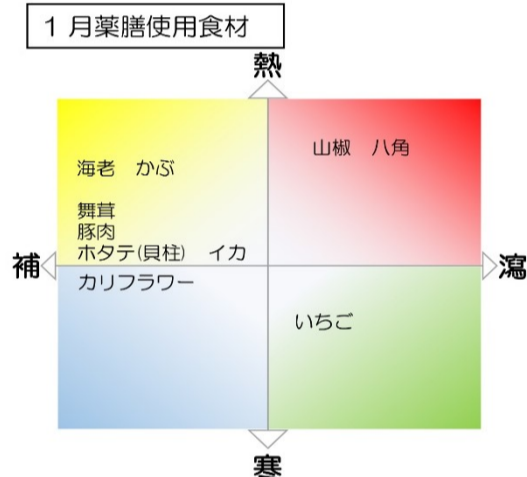 1月薬膳使用食材
熱
山椒 八角
海老 かぶ
舞茸
豚肉
ホタテ(貝柱) イカ
補
瀉
カリフラワー
いちご
寒